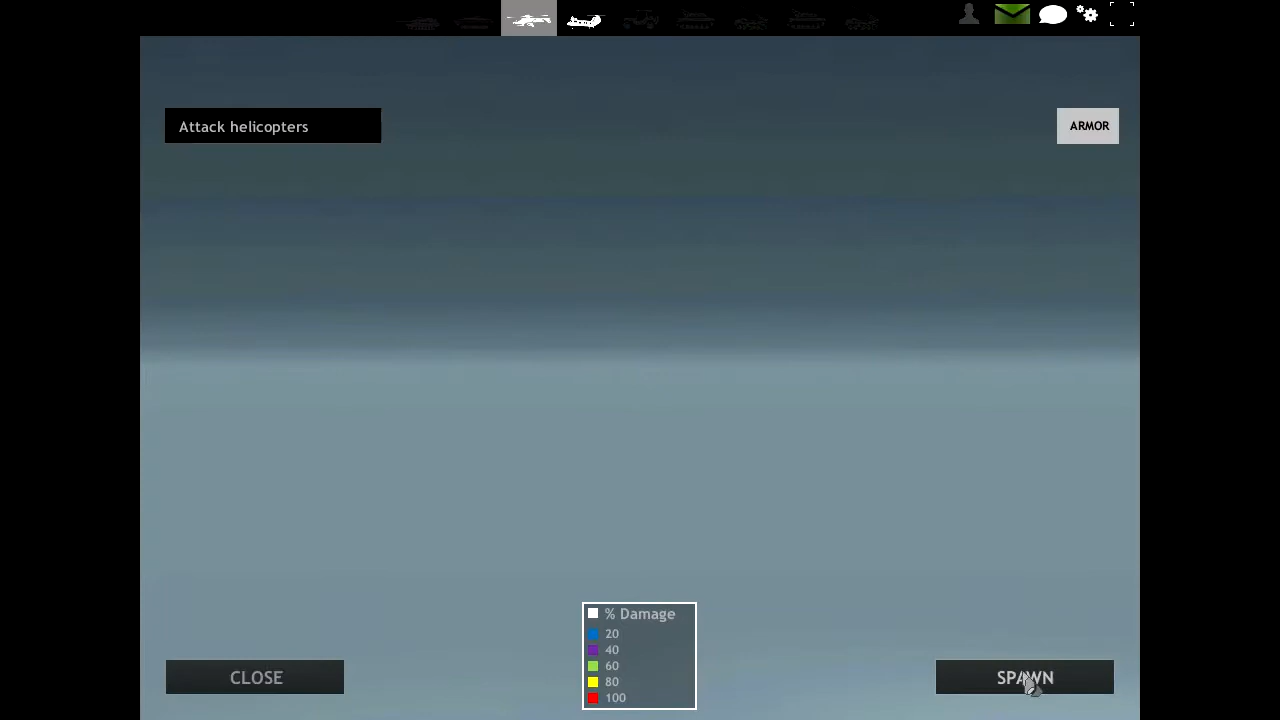 Attack helicopters
ARMOR
% Damage
20
40
60
80
100
CLOSE
SPAWN